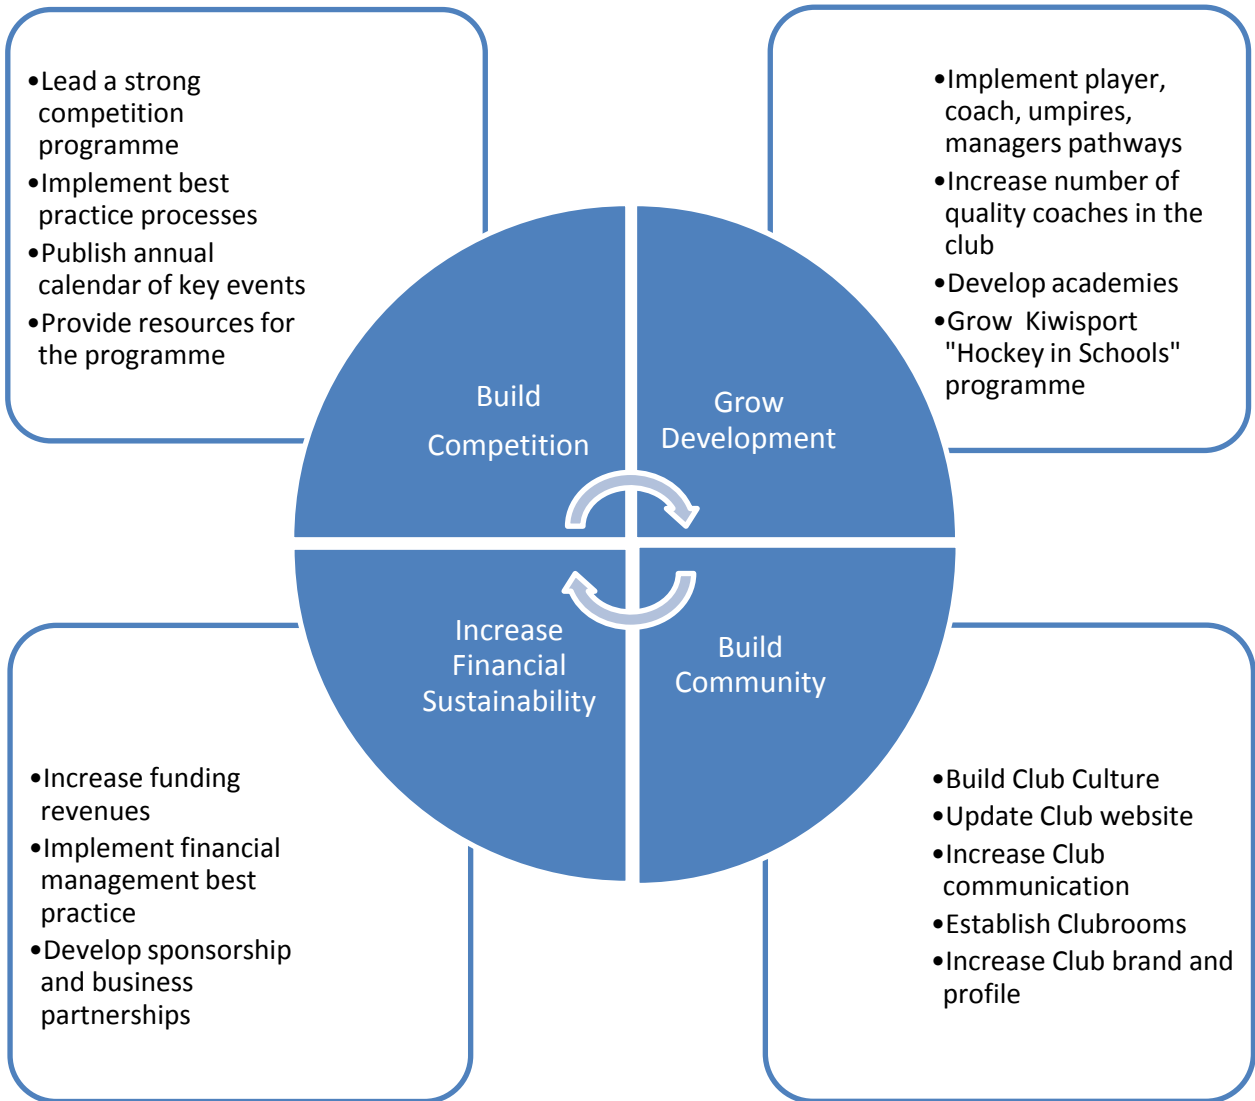 •Lead a strong
competition
programme
•Implement best
practice processes
•Publish annual
calendar of key events
•Provide resources for
the programme
•Implement player,
coach, umpires,
managers pathways
•Increase number of
quality coaches in the
club
•Develop academies
•Grow Kiwisport
"Hockey in Schools"
programme
Build
Competition
Grow
Development
Increase
Financial
Sustainability
Build
Community
•Increase funding
revenues
•Implement financial
management best
practice
•Develop sponsorship
and business
partnerships
•Build Club Culture
•Update Club website
•Increase Club
communication
•Establish Clubrooms
•Increase Club brand and
profile